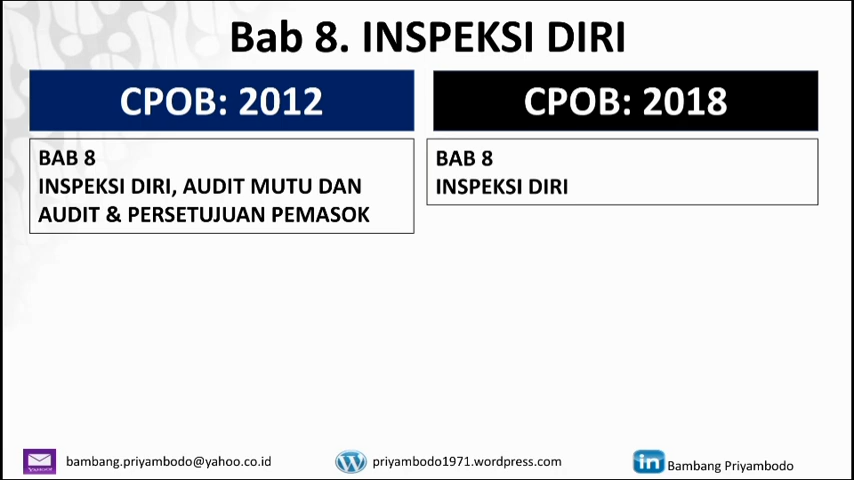 Bab 8. INSPEKSI DIRI
CPOB: 2012
BAB 8
INSPEKSI DIRI, AUDIT MUTU DAN
AUDIT & PERSETUJUAN PEMASOK
CPOB: 2018
BAB 8
INSPEKSI DIRI
bambang.priyambodo@yahoo.co.id
priyambodo1971.wordpress.com
Bambang Priyambodo